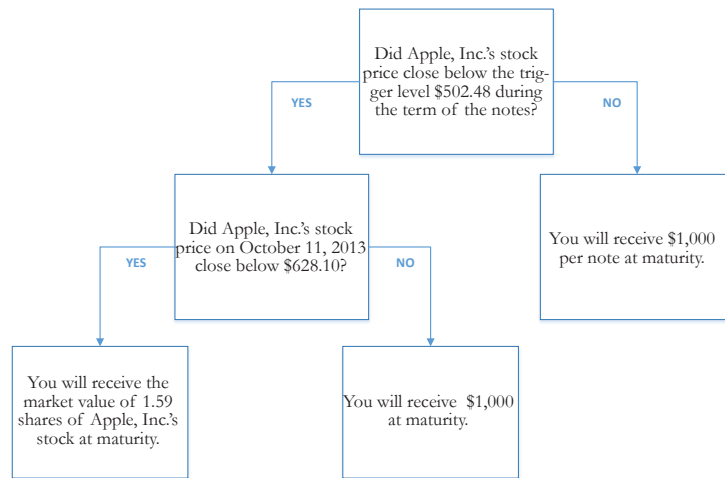 Did Apple, Inc.'s stock
price close below the trig-
ger level $502.48 during
the term of the notes?
YES
NO
Did Apple, Inc.'s stock
price on October 11, 2013
close below $628.10?
You will receive $1,000
per note at maturity.
YES
NO
You will receive the
market value of 1.59
shares of Apple, Inc.'s
stock at maturity.
You will receive $1,000
at maturity.